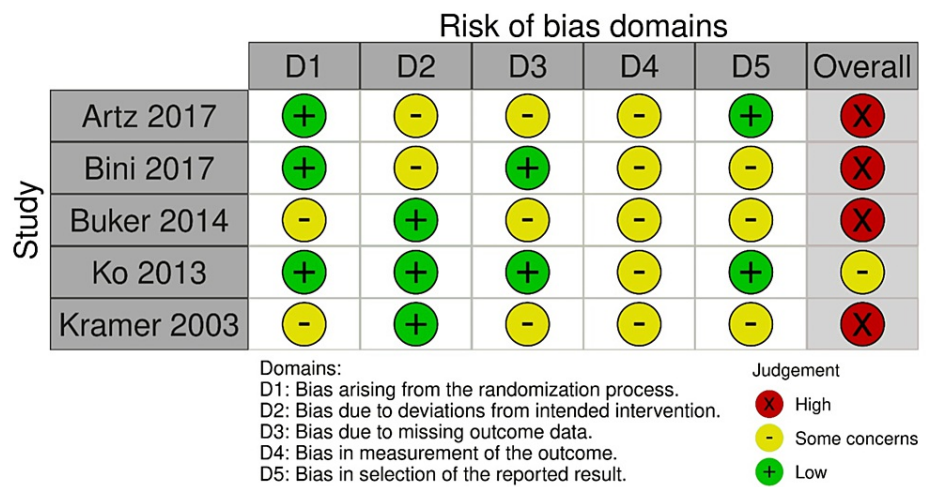 Risk of bias domains
D1 D2 D3 D4 D5 Overall
Study
Artz 2017 + - - - + X
Bini 2017 + - + - - X
Buker 2014 - + - - - X
Ko 2013 + + + - + -
Kramer 2003 - + - - - X
Domains:
D1: Bias arising from the randomization process.
D2: Bias due to deviations from intended intervention.
D3: Bias due to missing outcome data.
D4: Bias in measurement of the outcome.
D5: Bias in selection of the reported result.
Judgement
X High
- Some concerns
+ Low